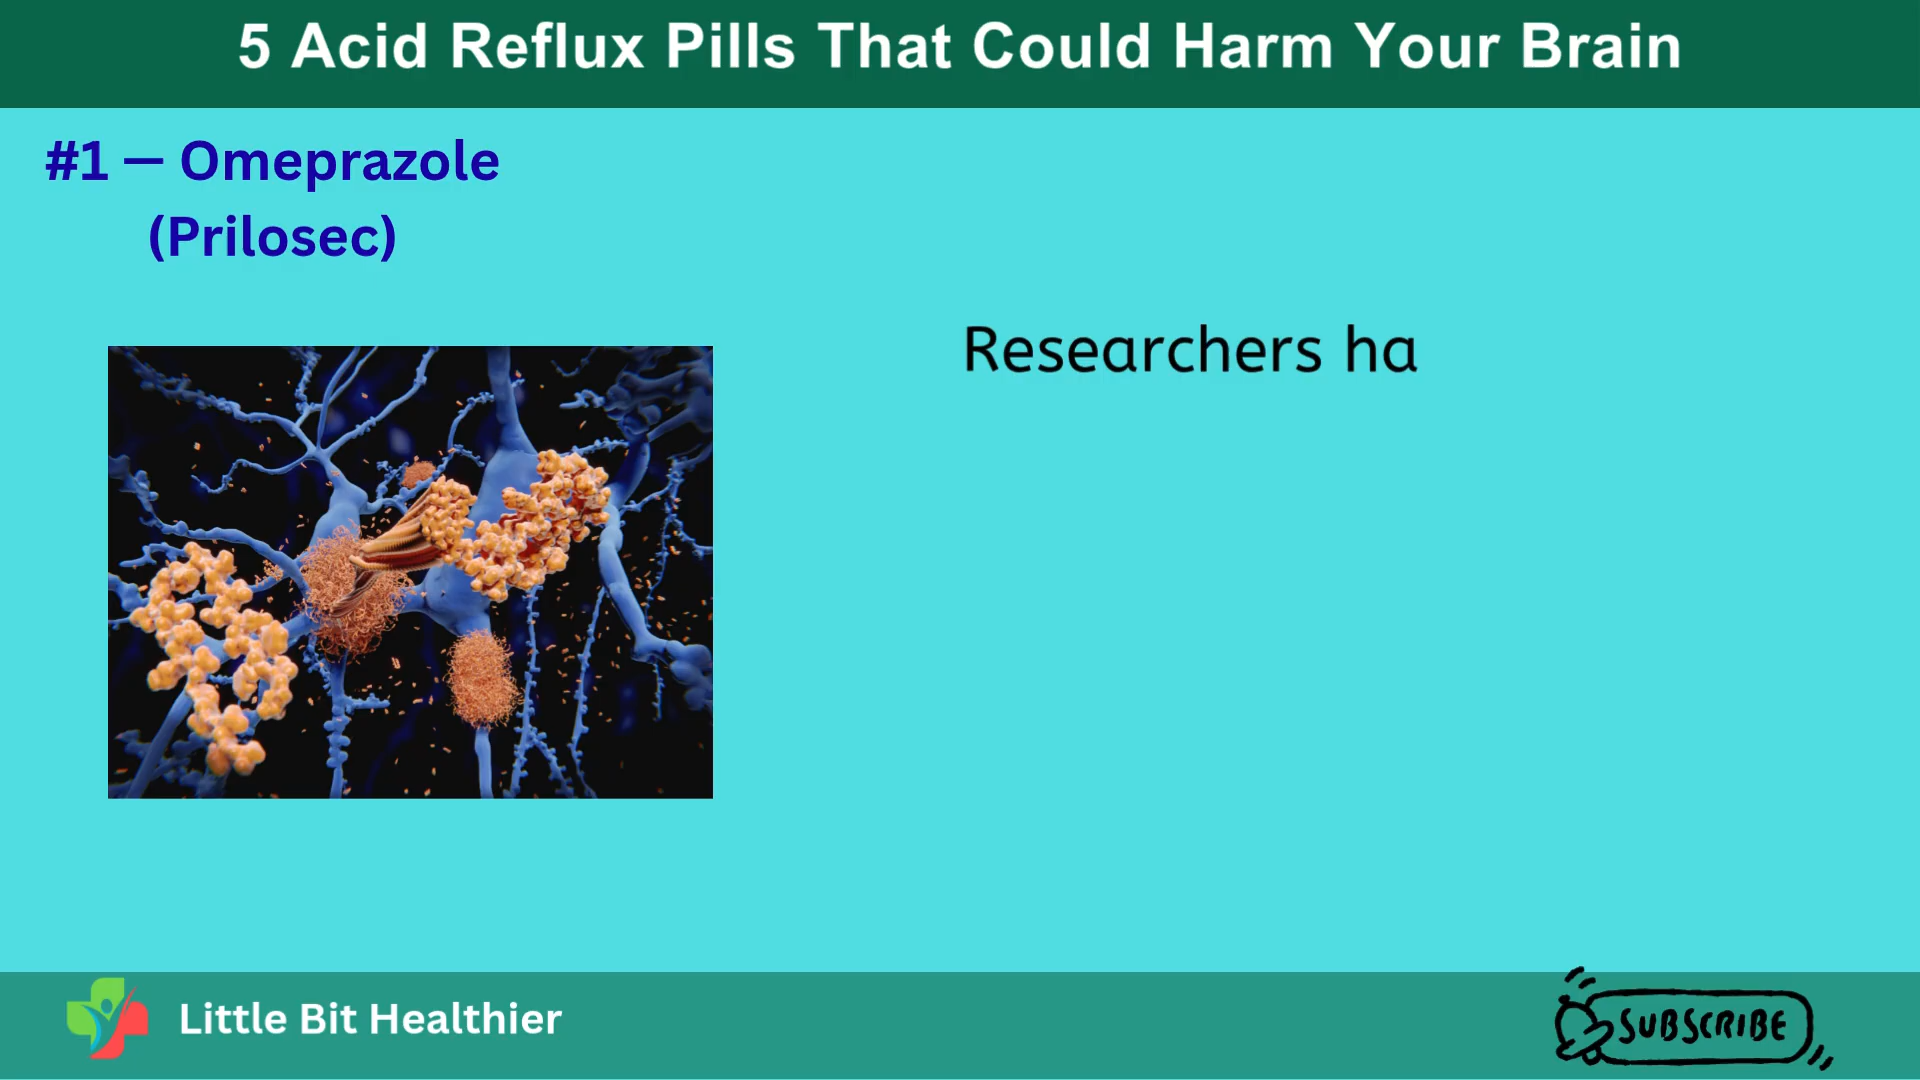 5 Acid Reflux Pills That Could Harm Your Brain
#1 — Omeprazole
(Prilosec)
Researchers ha
Little Bit Healthier
SUBSCRIBE